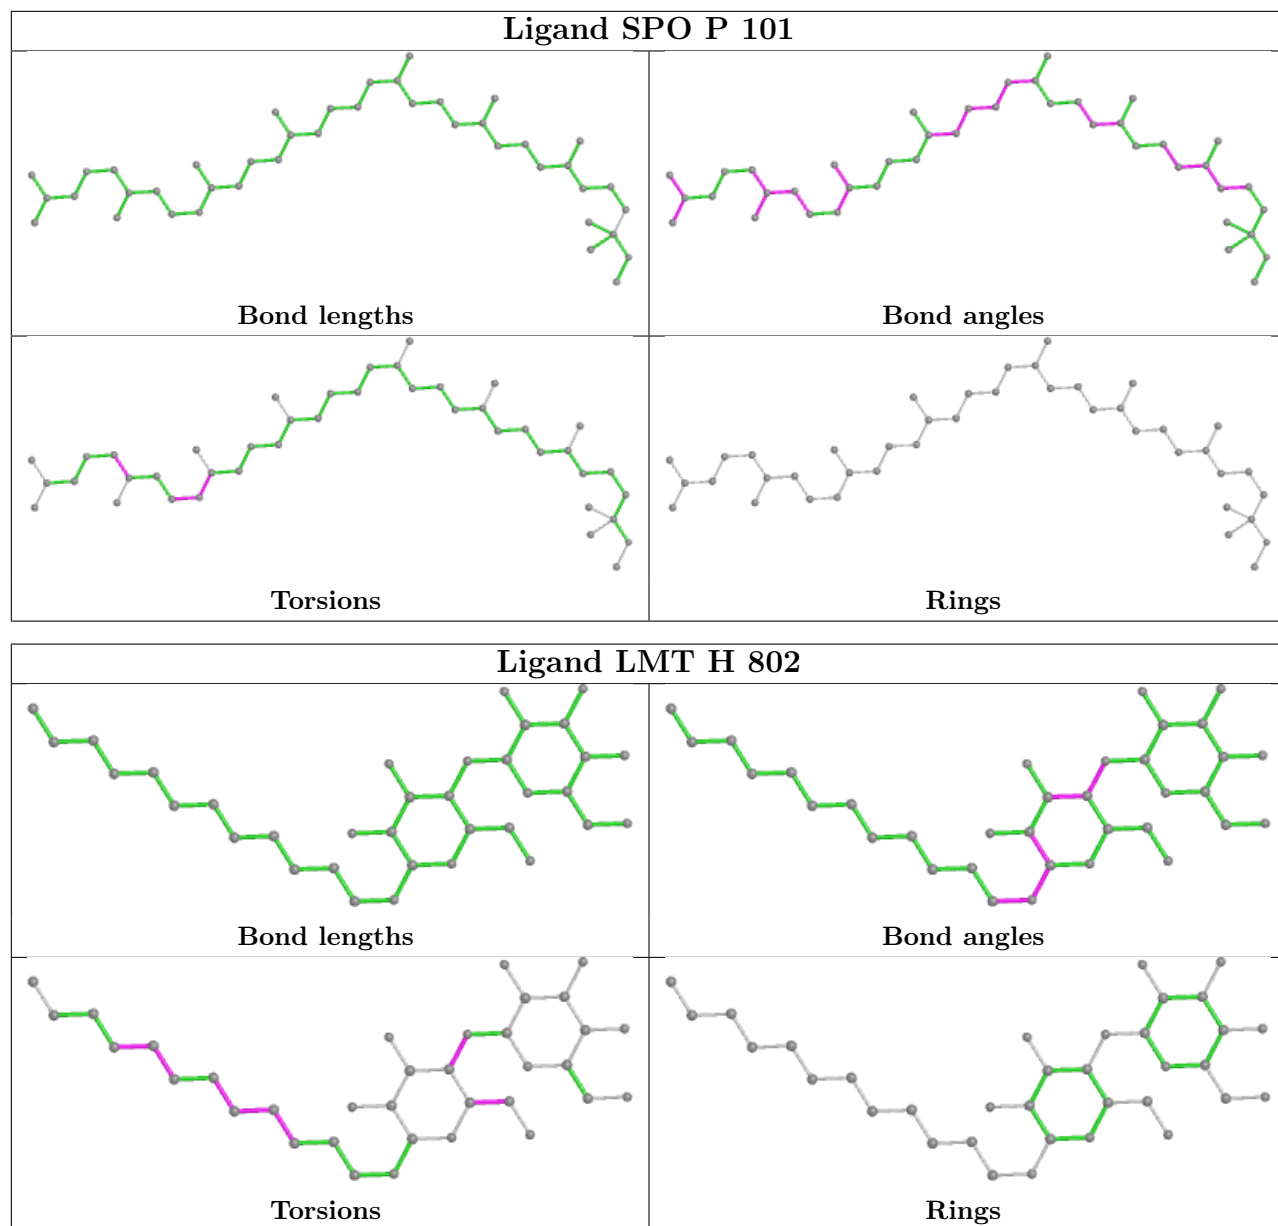 Ligand SPO P 101
Bond lengths
Bond angles
Torsions
Rings
Ligand LMT H 802
Bond lengths
Bond angles
Torsions
Rings